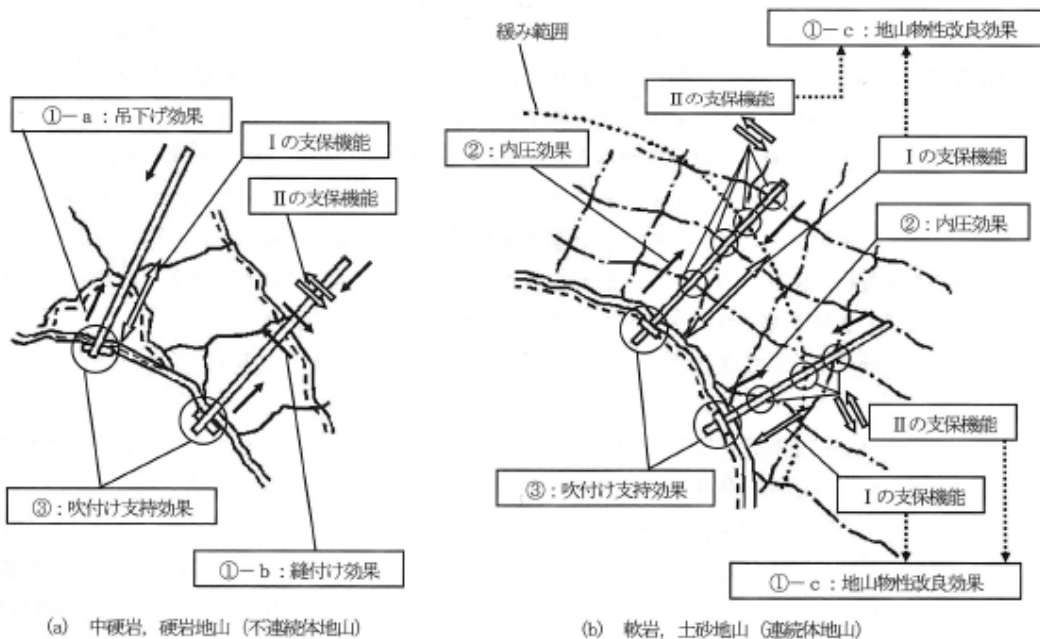 ①－a：吊下げ効果
Ⅰの支保機能
Ⅱの支保機能
③：吹付け支持効果
①－b：縫付け効果
(a) 中硬岩，硬岩地山（不連続体地山）
緩み範囲
①－c：地山物性改良効果
Ⅱの支保機能
②：内圧効果
Ⅰの支保機能
②：内圧効果
Ⅱの支保機能
③：吹付け支持効果
Ⅰの支保機能
①－c：地山物性改良効果
(b) 軟岩，土砂地山（連続体地山）